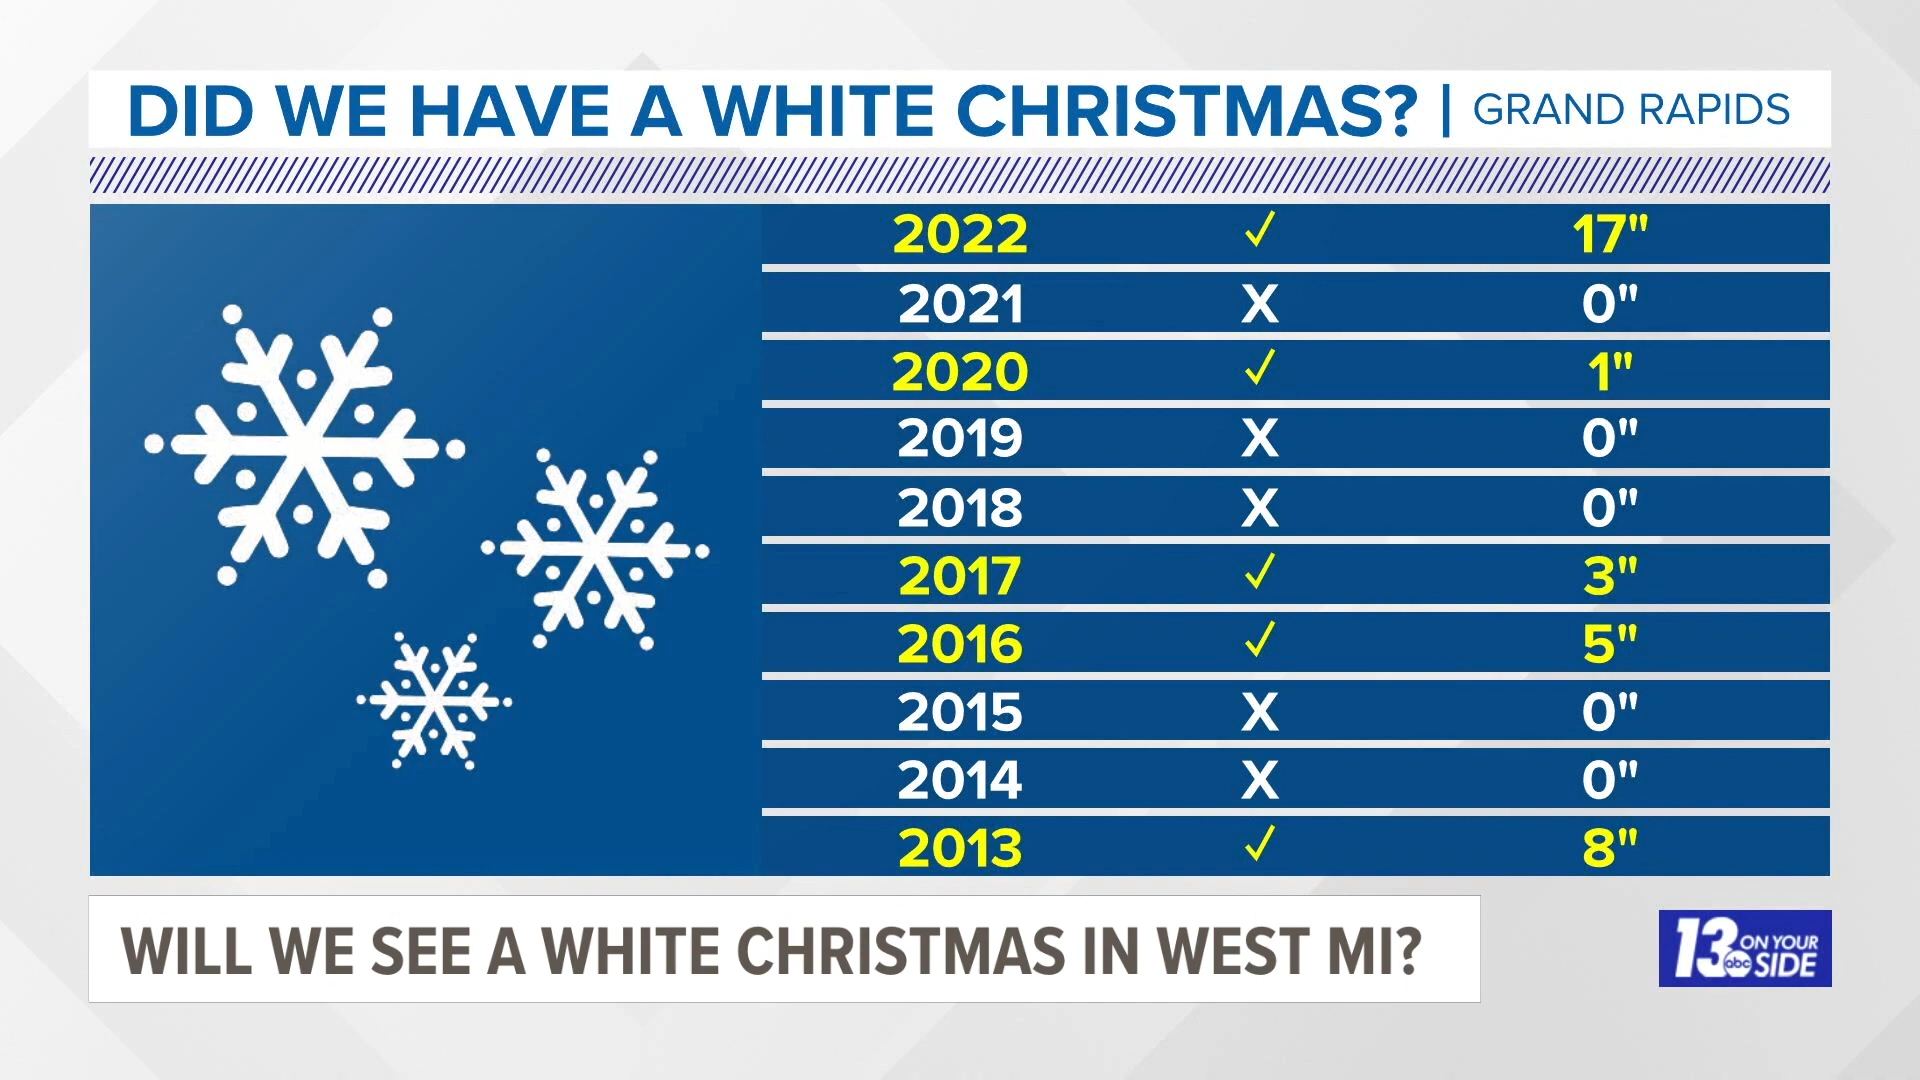 DID WE HAVE A WHITE CHRISTMAS? | GRAND RAPIDS
2022 ✓ 17"
2021 X 0"
2020 ✓ 1"
2019 X 0"
2018 X 0"
2017 ✓ 3"
2016 ✓ 5"
2015 X 0"
2014 X 0"
2013 ✓ 8"
WILL WE SEE A WHITE CHRISTMAS IN WEST MI?
13 abc ON YOUR SIDE